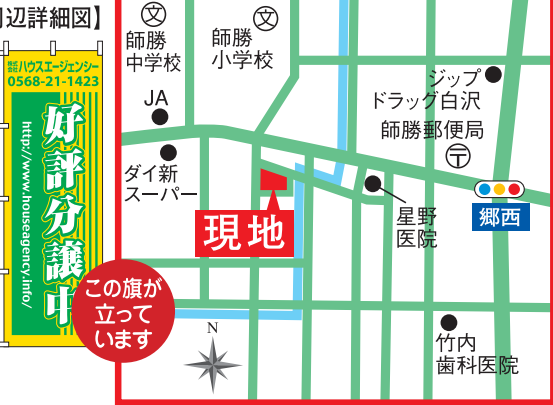 辺詳細図】
株式会社ハウスエージェンシー
0568-21-1423
好評分譲中
http://www.houseagency.info/
この旗が
立って
います
文
師勝
中学校
文
師勝
小学校
JA
ダイ新
スーパー
ジップ
ドラッグ白沢
師勝郵便局
〒
郷西
星野
医院
現地
竹内
歯科医院
N